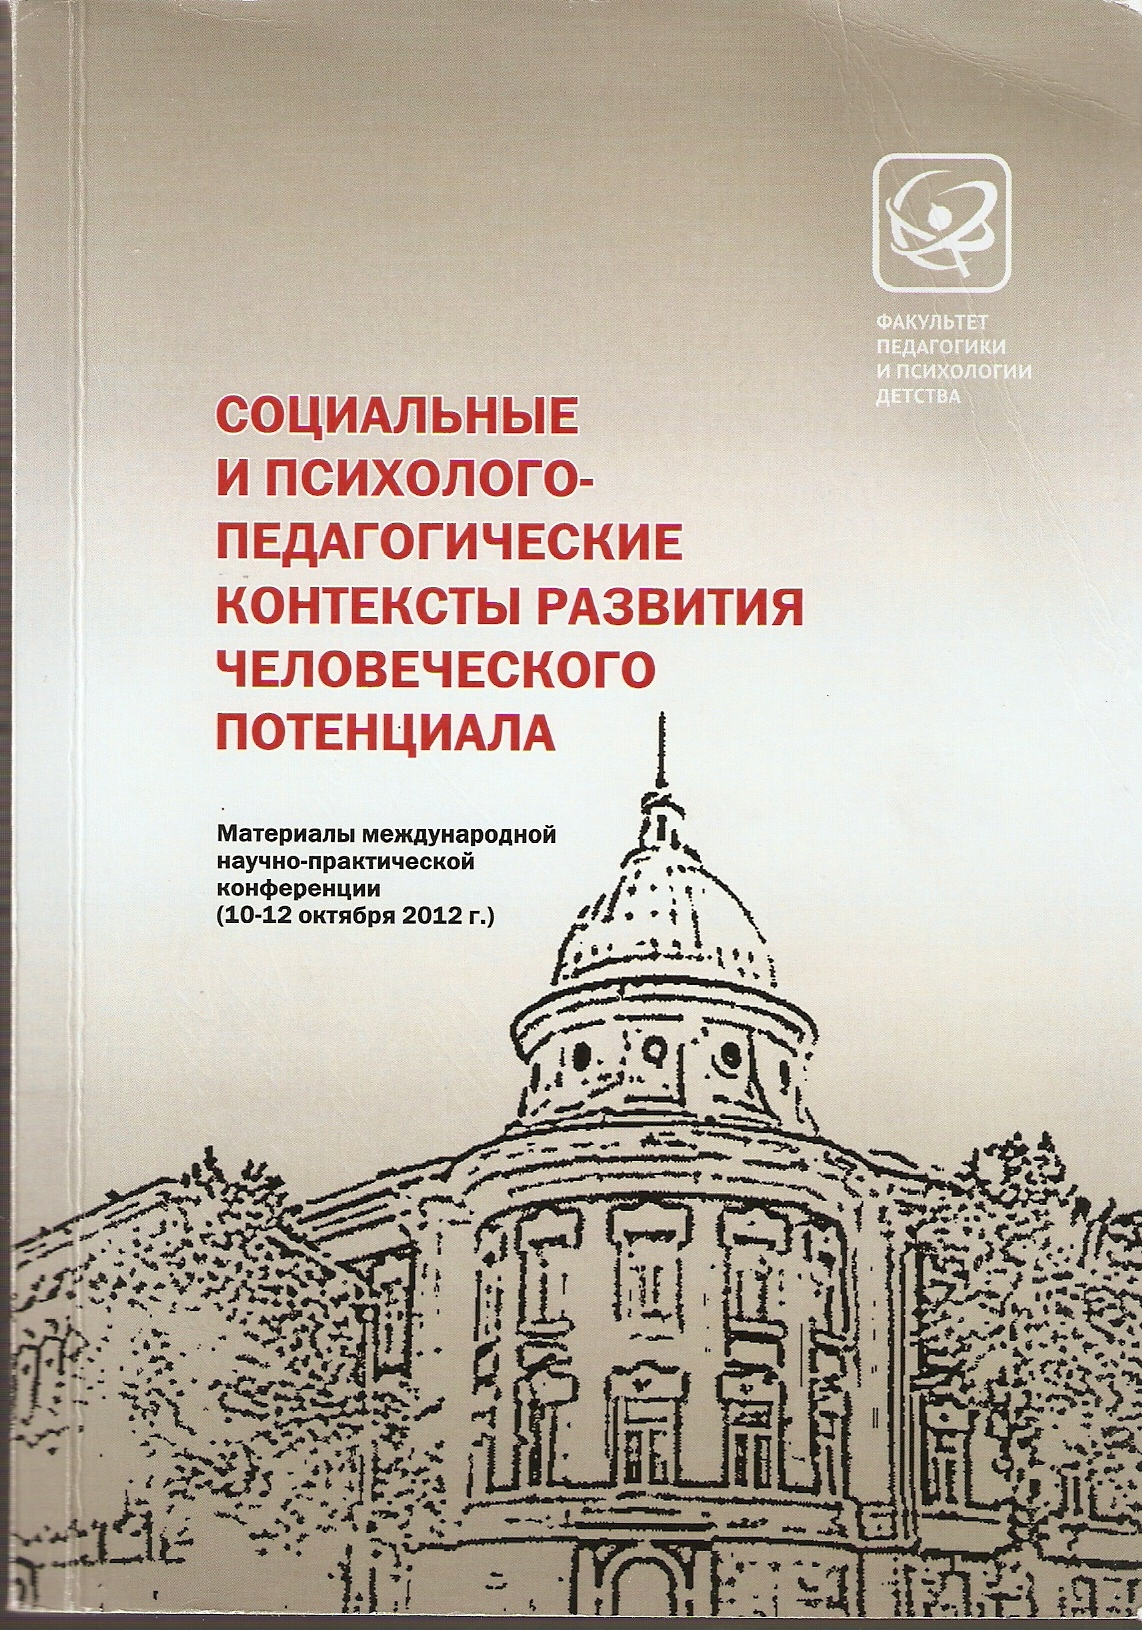 ФАКУЛЬТЕТ
ПЕДАГОГИКИ
И ПСИХОЛОГИИ
ДЕТСТВА
СОЦИАЛЬНЫЕ
И ПСИХОЛОГО-
ПЕДАГОГИЧЕСКИЕ
КОНТЕКСТЫ РАЗВИТИЯ
ЧЕЛОВЕЧЕСКОГО
ПОТЕНЦИАЛА
Материалы международной
научно-практической
конференции
(10-12 октября 2012 г.)